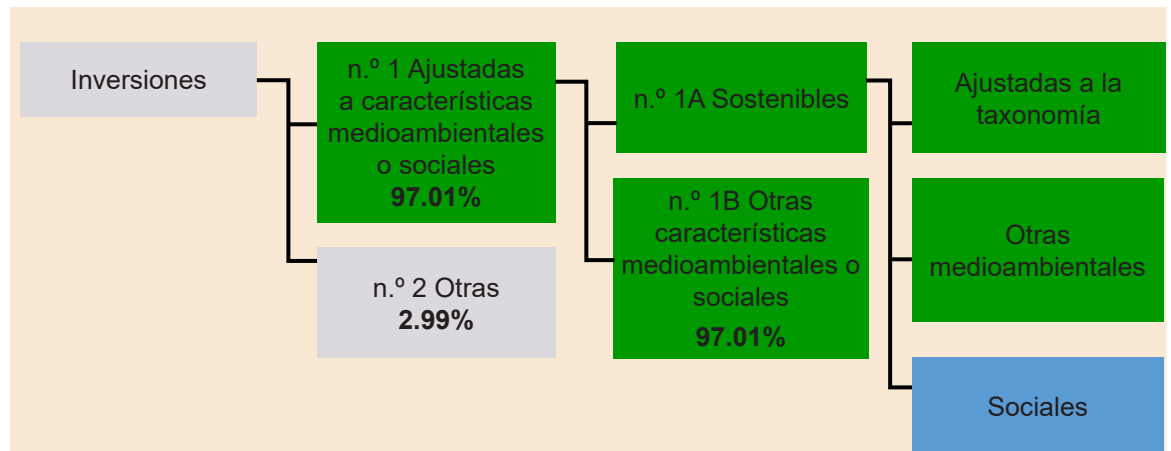 Inversiones
n.º 1 Ajustadas
a características
medioambientales
o sociales
97.01%
n.º 2 Otras
2.99%
n.º 1A Sostenibles
n.º 1B Otras
características
medioambientales o
sociales
97.01%
Ajustadas a la
taxonomía
Otras
medioambientales
Sociales